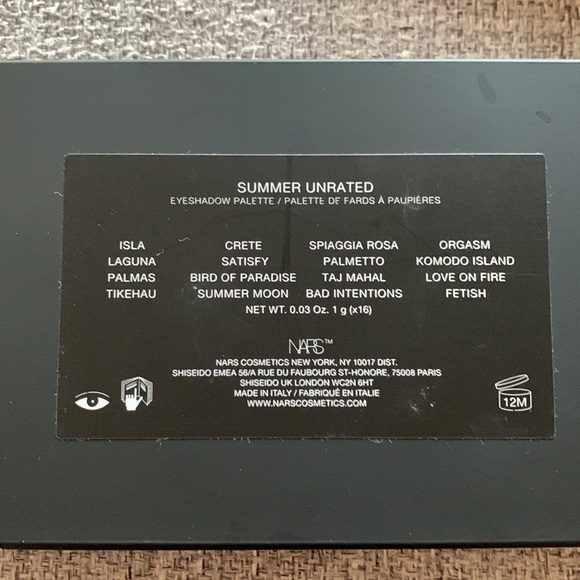 SUMMER UNRATED
EYESHADOW PALETTE / PALETTE DE FARDS À PAUPIÈRES
ISLA CRETE SPIAGGIA ROSA ORGASM
LAGUNA SATISFY PALMETTO KOMODO ISLAND
PALMAS BIRD OF PARADISE TAJ MAHAL LOVE ON FIRE
TIKEHAU SUMMER MOON BAD INTENTIONS FETISH
NET WT. 0.03 Oz. 1 g (x16)
NARS™
NARS COSMETICS NEW YORK, NY 10017 DIST.
SHISEIDO EMEA 56/A RUE DU FAUBOURG ST-HONORE, 75008 PARIS
SHISEIDO UK LONDON WC2N 6HT
MADE IN ITALY / FABRIQUÉ EN ITALIE
WWW.NARSCOSMETICS.COM
12M